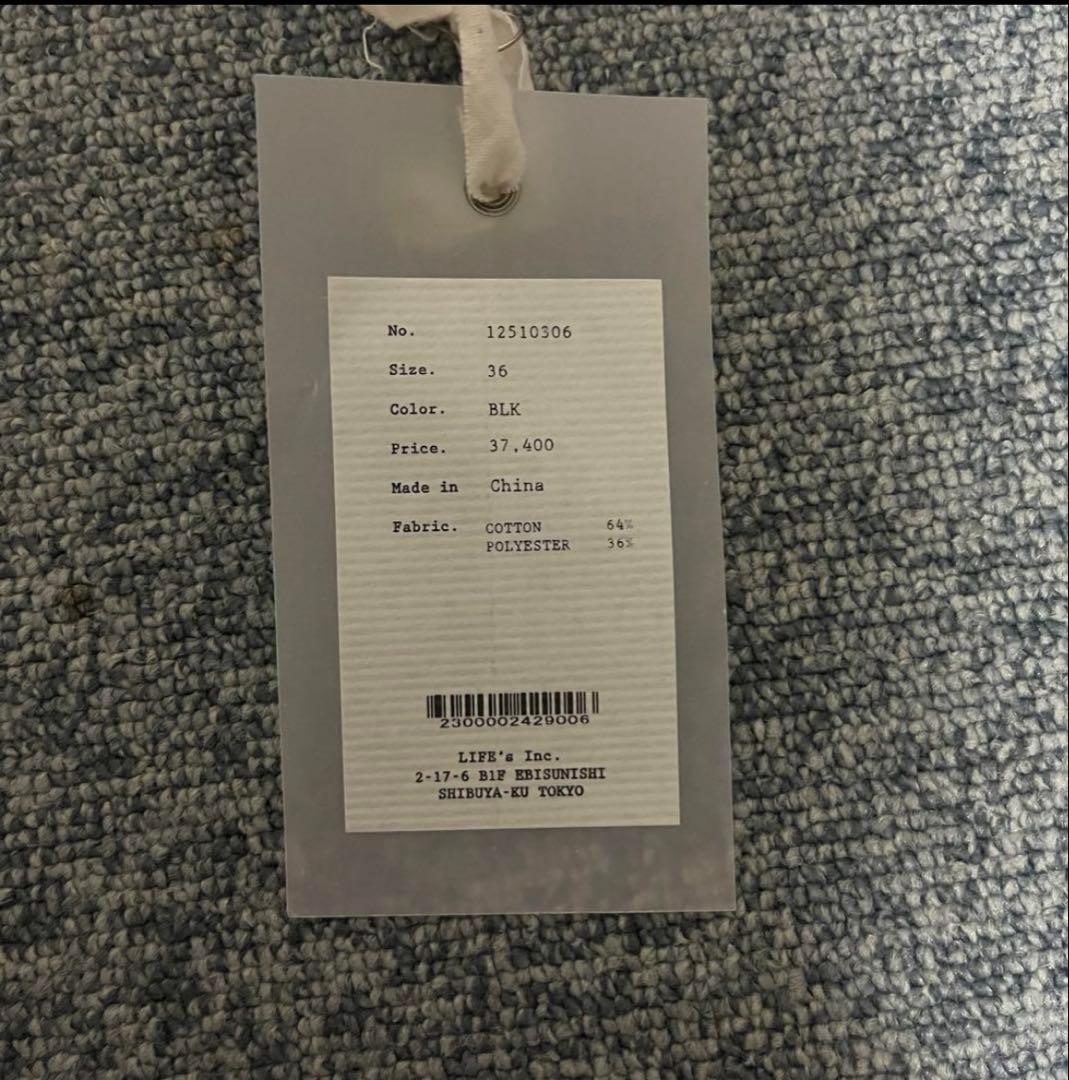 No. 12510306
Size. 36
Color. BLK
Price. 37,400
Made in China
Fabric. COTTON 64%
POLYESTER 36%
2300002429006
LIFE's Inc.
2-17-6 B1F EBISUNISHI
SHIBUYA-KU TOKYO